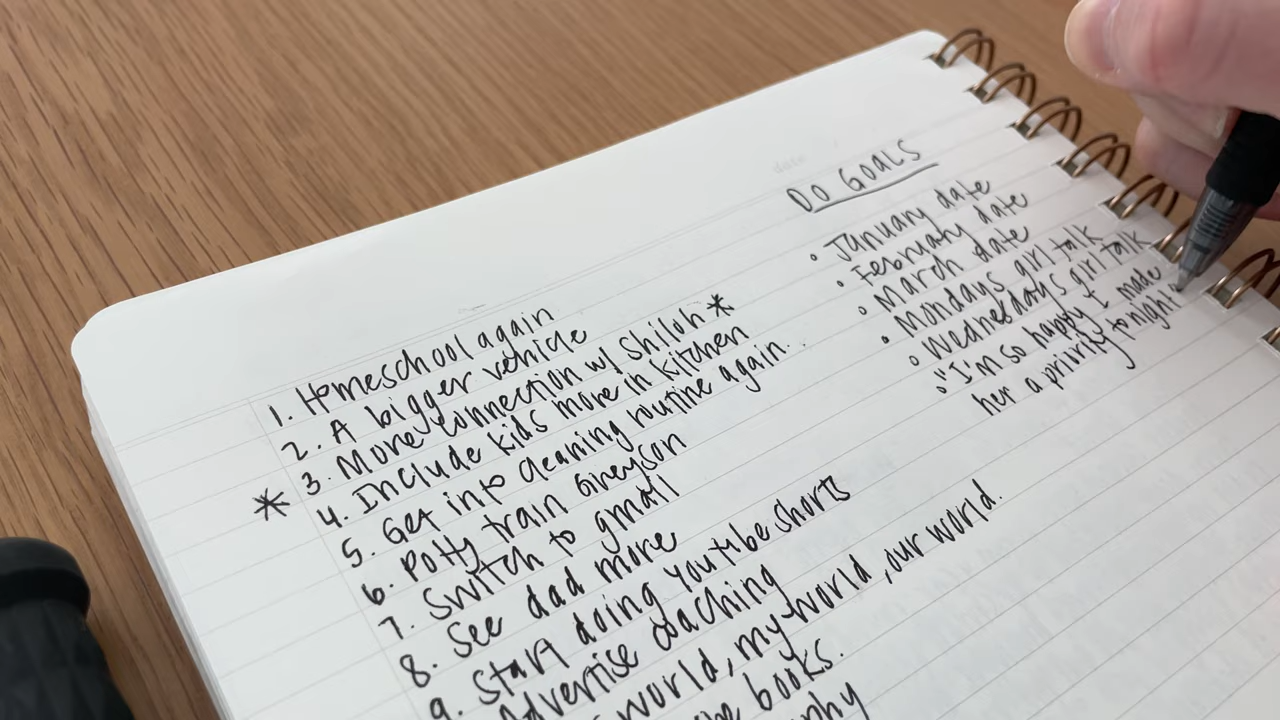 date
DO GOALS
• January date
• February date
• March date
• Mondays girl talk
• Wednesdays girl talk
• "I'm so happy I made
her a priority tonight"
1. Homeschool again
2. A bigger vehicle
* 3. More connection w/ Shiloh *
4. Include kids more in kitchen
5. Get into cleaning routine again.
6. Potty train Greyson
7. Switch to gmail
8. See dad more
9. Start doing youtube shorts
Advertise coaching
world, my world, our world.
the books.